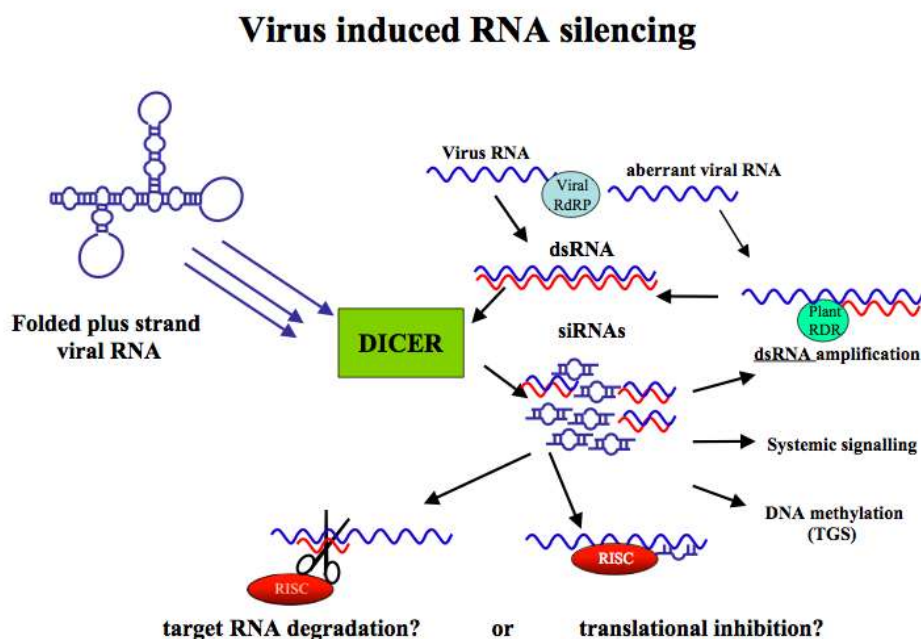 Virus induced RNA silencing
Virus RNA
aberrant viral RNA
Viral
RdRP
dsRNA
Folded plus strand
viral RNA
DICER
siRNAs
Plant
RDR
dsRNA amplification
Systemic signalling
DNA methylation
(TGS)
RISC
RISC
target RNA degradation? or translational inhibition?